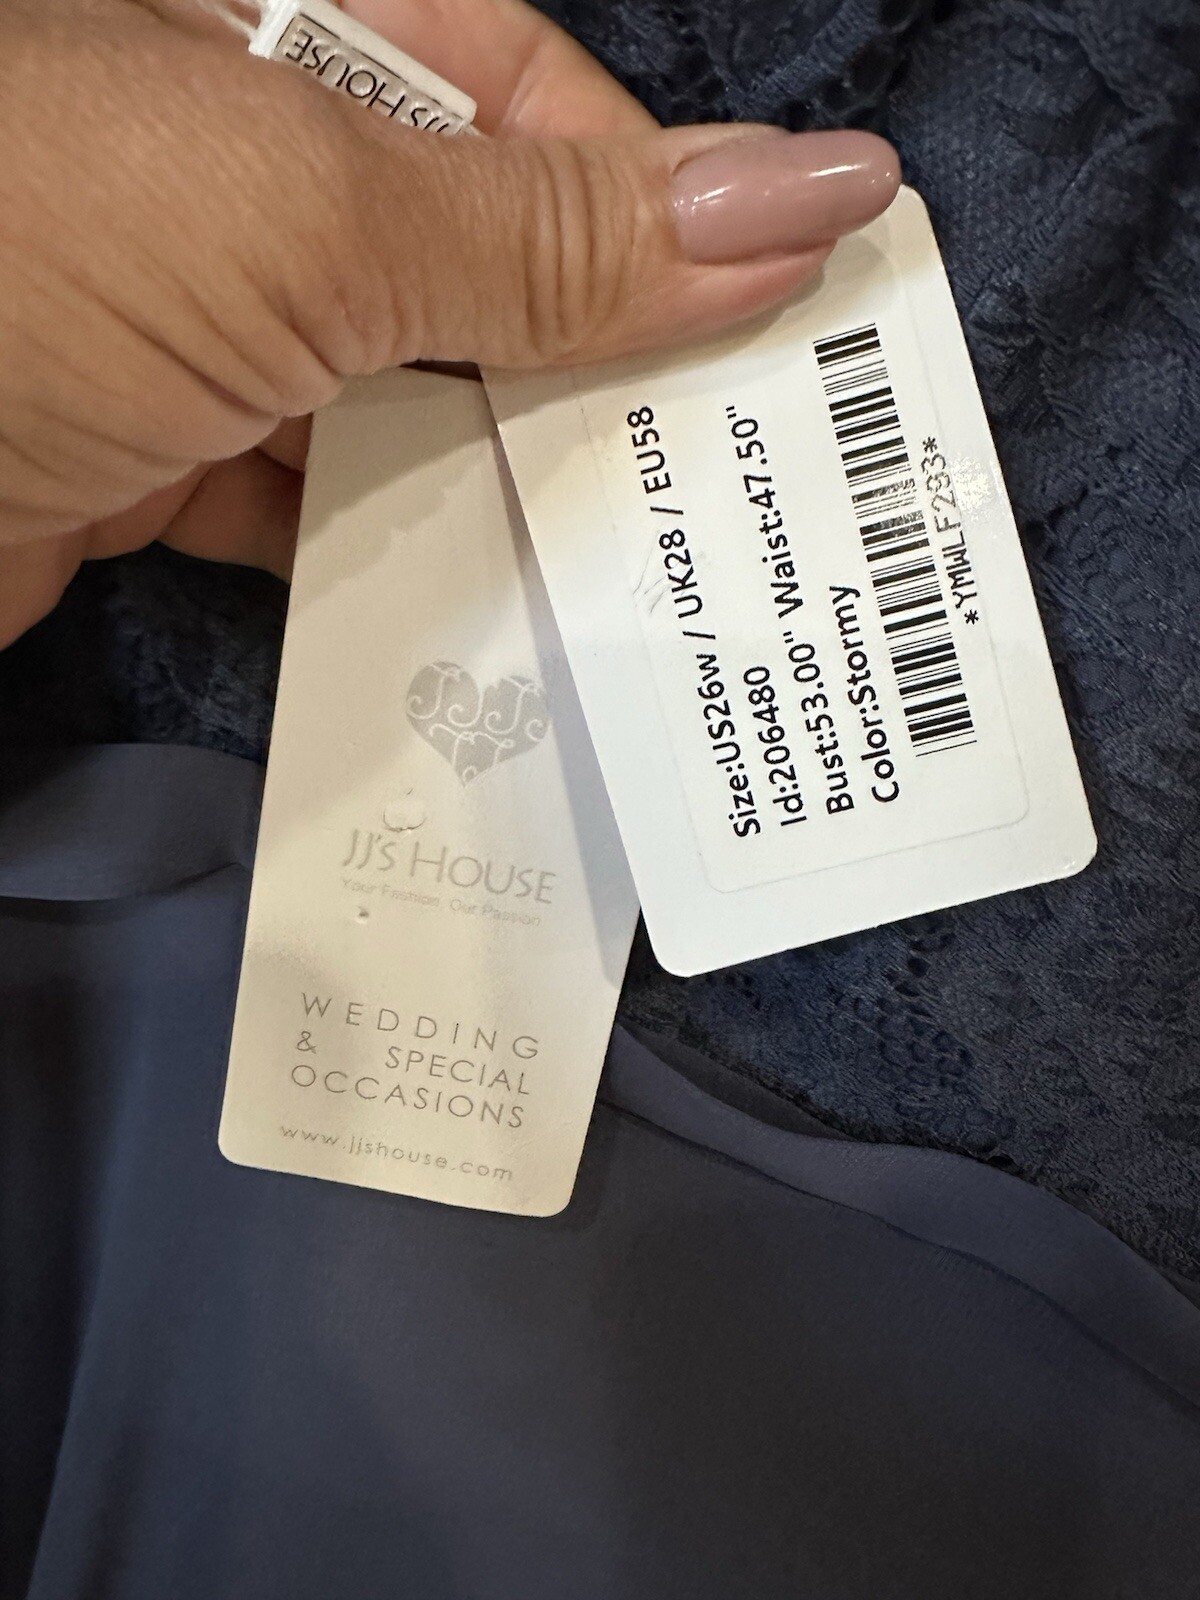 JJ'S HOUSE
Size:US26w / UK28 / EU58
Id:206480
Bust:53.00" Waist:47.50"
Color:Stormy
*YMWLF293*
JJ's HOUSE
Your Fashion, Our Passion
WEDDING
& SPECIAL
OCCASIONS
www.jjshouse.com